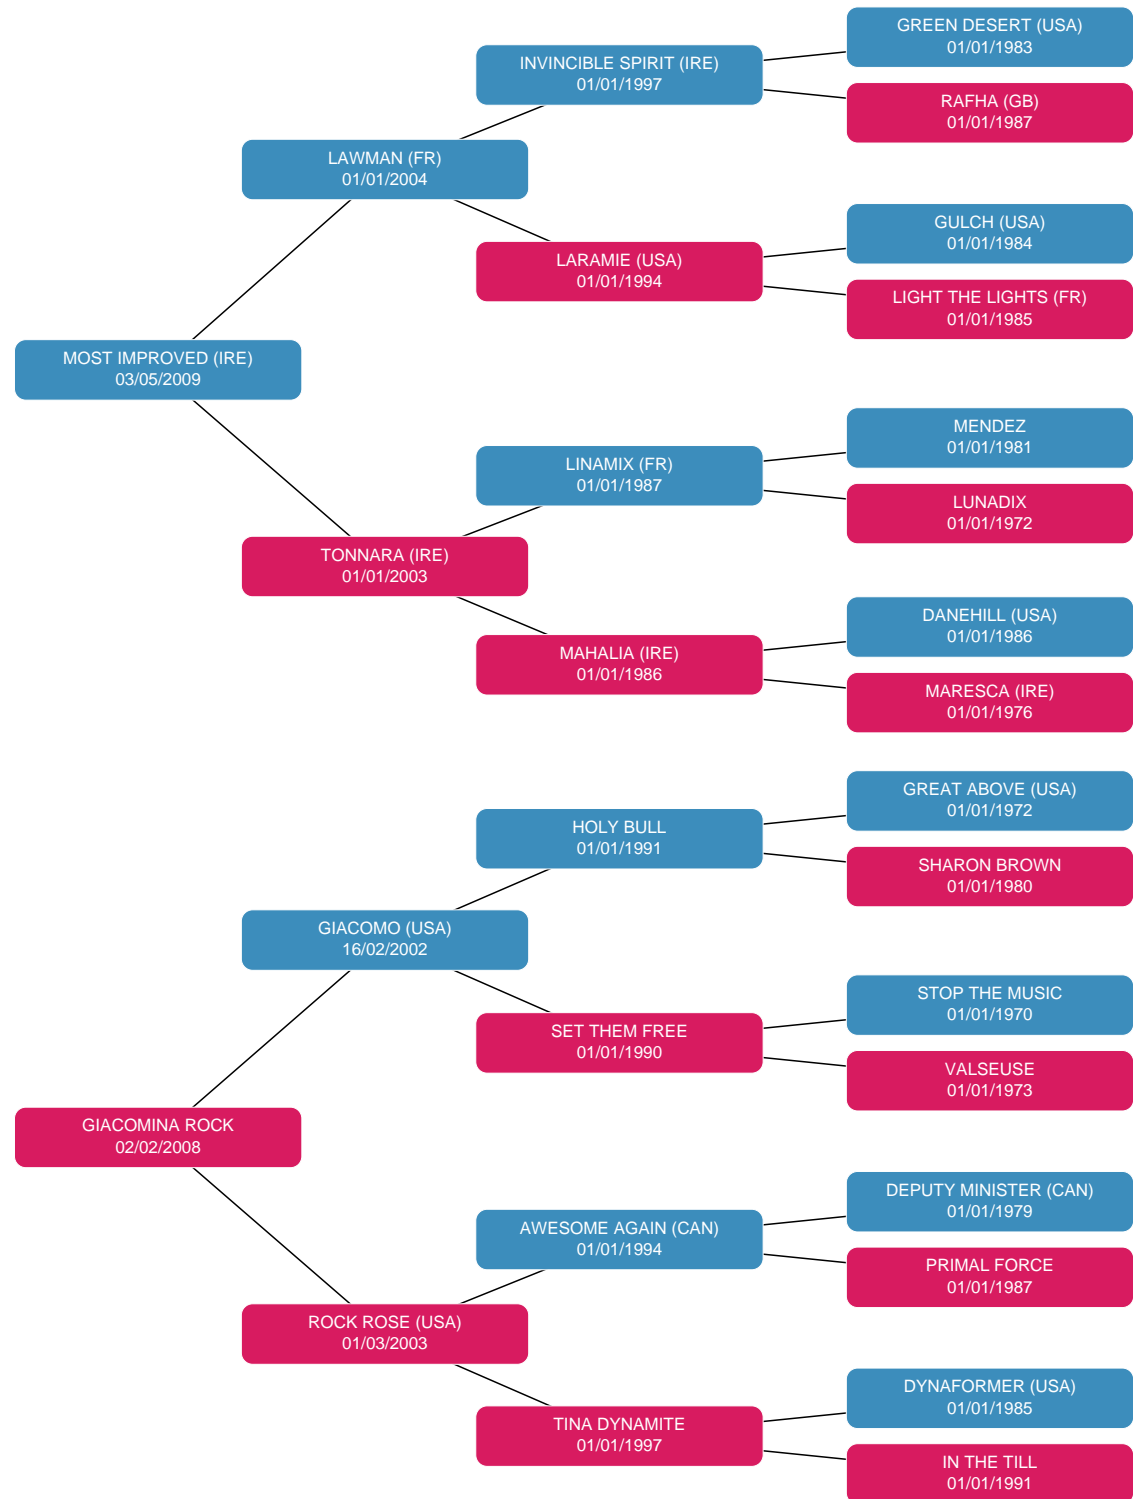 GREEN DESERT (USA)
01/01/1983
INVINCIBLE SPIRIT (IRE)
01/01/1997
RAFHA (GB)
01/01/1987
LAWMAN (FR)
01/01/2004
GULCH (USA)
01/01/1984
LARAMIE (USA)
01/01/1994
LIGHT THE LIGHTS (FR)
01/01/1985
MOST IMPROVED (IRE)
03/05/2009
MENDEZ
01/01/1981
LINAMIX (FR)
01/01/1987
LUNADIX
01/01/1972
TONNARA (IRE)
01/01/2003
DANEHILL (USA)
01/01/1986
MAHALIA (IRE)
01/01/1986
MARESCA (IRE)
01/01/1976
GREAT ABOVE (USA)
01/01/1972
HOLY BULL
01/01/1991
SHARON BROWN
01/01/1980
GIACOMO (USA)
16/02/2002
STOP THE MUSIC
01/01/1970
SET THEM FREE
01/01/1990
VALSEUSE
01/01/1973
GIACOMINA ROCK
02/02/2008
DEPUTY MINISTER (CAN)
01/01/1979
AWESOME AGAIN (CAN)
01/01/1994
PRIMAL FORCE
01/01/1987
ROCK ROSE (USA)
01/03/2003
DYNAFORMER (USA)
01/01/1985
TINA DYNAMITE
01/01/1997
IN THE TILL
01/01/1991